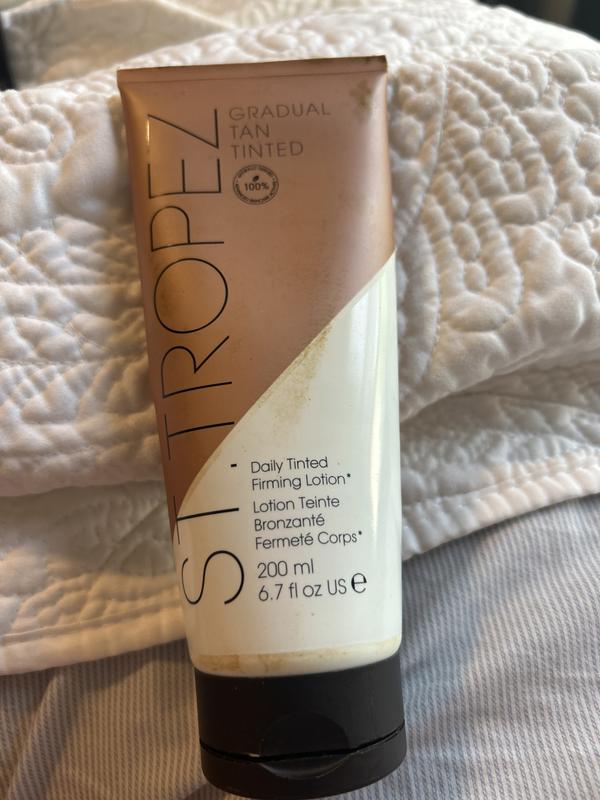 ST. TROPEZ
GRADUAL
TAN
TINTED
100%
Daily Tinted
Firming Lotion*
Lotion Teinte
Bronzanté
Fermeté Corps*
200 ml
6.7 fl oz US e